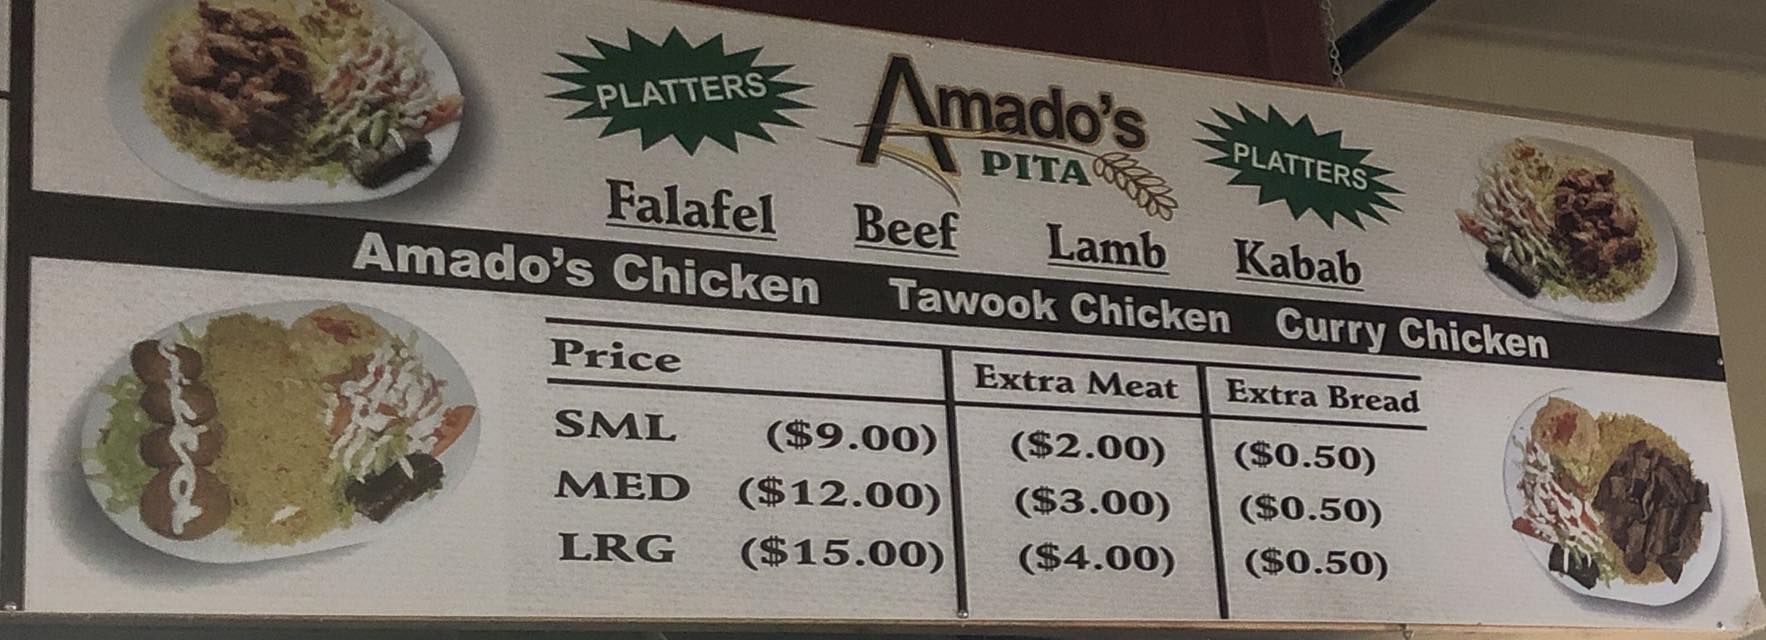 PLATTERS
Amado's
PITA
PLATTERS
Falafel Beef Lamb Kabab
Amado's Chicken Tawook Chicken Curry Chicken
Price Extra Meat Extra Bread
SML ($9.00) ($2.00) ($0.50)
MED ($12.00) ($3.00) ($0.50)
LRG ($15.00) ($4.00) ($0.50)